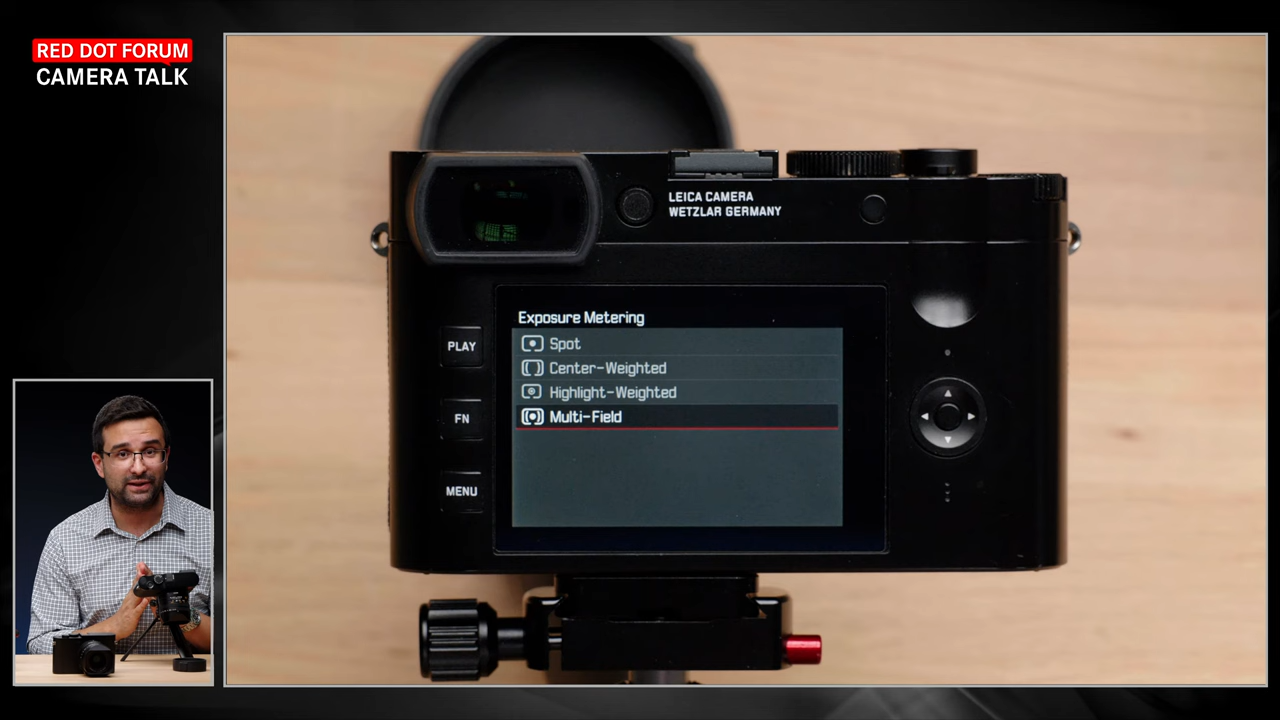 RED DOT FORUM
CAMERA TALK
LEICA CAMERA
WETZLAR GERMANY
Exposure Metering
Spot
Center-Weighted
Highlight-Weighted
Multi-Field
PLAY
FN
MENU